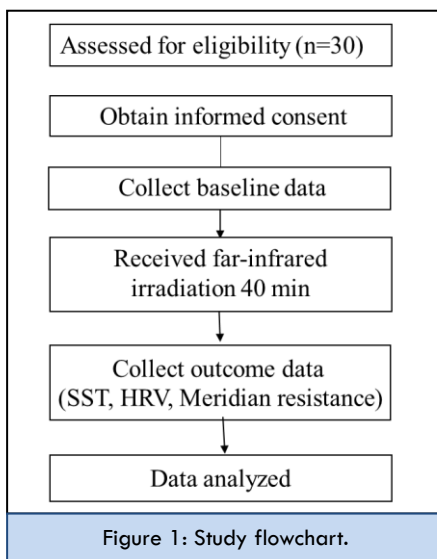 Assessed for eligibility (n=30)
Obtain informed consent
Collect baseline data
Received far-infrared
irradiation 40 min
Collect outcome data
(SST, HRV, Meridian resistance)
Data analyzed
Figure 1: Study flowchart.